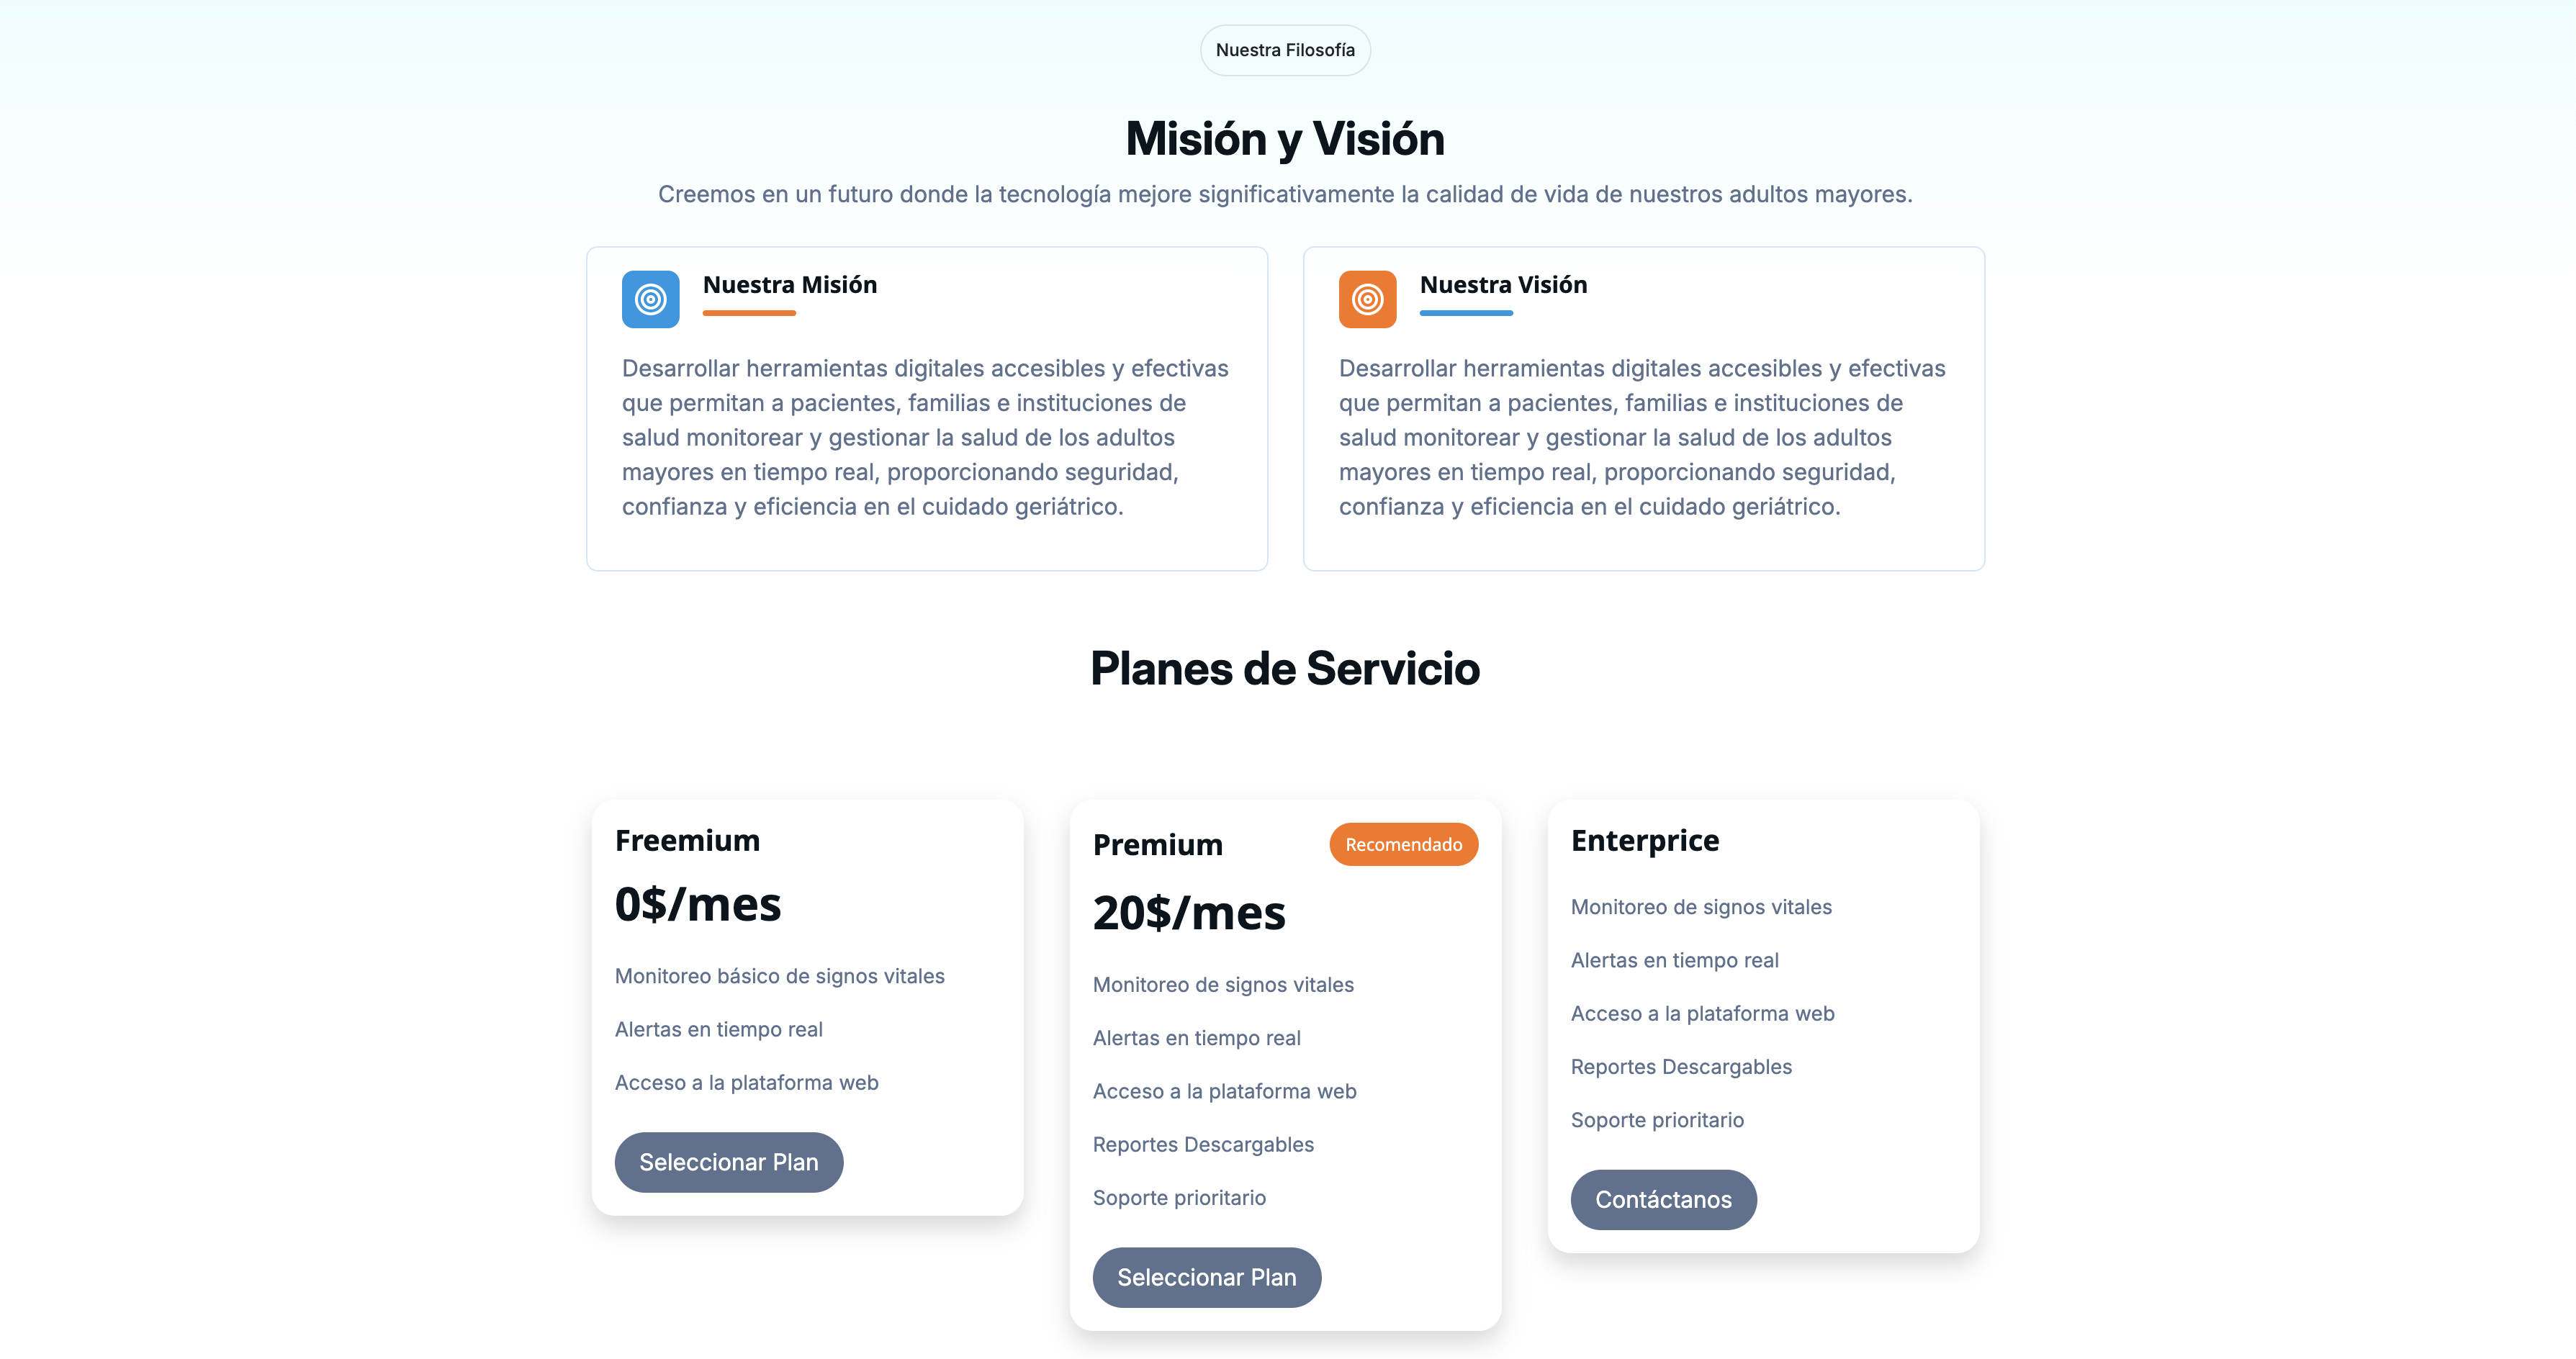 Nuestra Filosofía
Misión y Visión
Creemos en un futuro donde la tecnología mejore significativamente la calidad de vida de nuestros adultos mayores.
Nuestra Misión
Desarrollar herramientas digitales accesibles y efectivas
que permitan a pacientes, familias e instituciones de
salud monitorear y gestionar la salud de los adultos
mayores en tiempo real, proporcionando seguridad,
confianza y eficiencia en el cuidado geriátrico.
Nuestra Visión
Desarrollar herramientas digitales accesibles y efectivas
que permitan a pacientes, familias e instituciones de
salud monitorear y gestionar la salud de los adultos
mayores en tiempo real, proporcionando seguridad,
confianza y eficiencia en el cuidado geriátrico.
Planes de Servicio
Freemium
0$/mes
Monitoreo básico de signos vitales
Alertas en tiempo real
Acceso a la plataforma web
Seleccionar Plan
Premium
Recomendado
20$/mes
Monitoreo de signos vitales
Alertas en tiempo real
Acceso a la plataforma web
Reportes Descargables
Soporte prioritario
Seleccionar Plan
Enterprice
Monitoreo de signos vitales
Alertas en tiempo real
Acceso a la plataforma web
Reportes Descargables
Soporte prioritario
Contáctanos